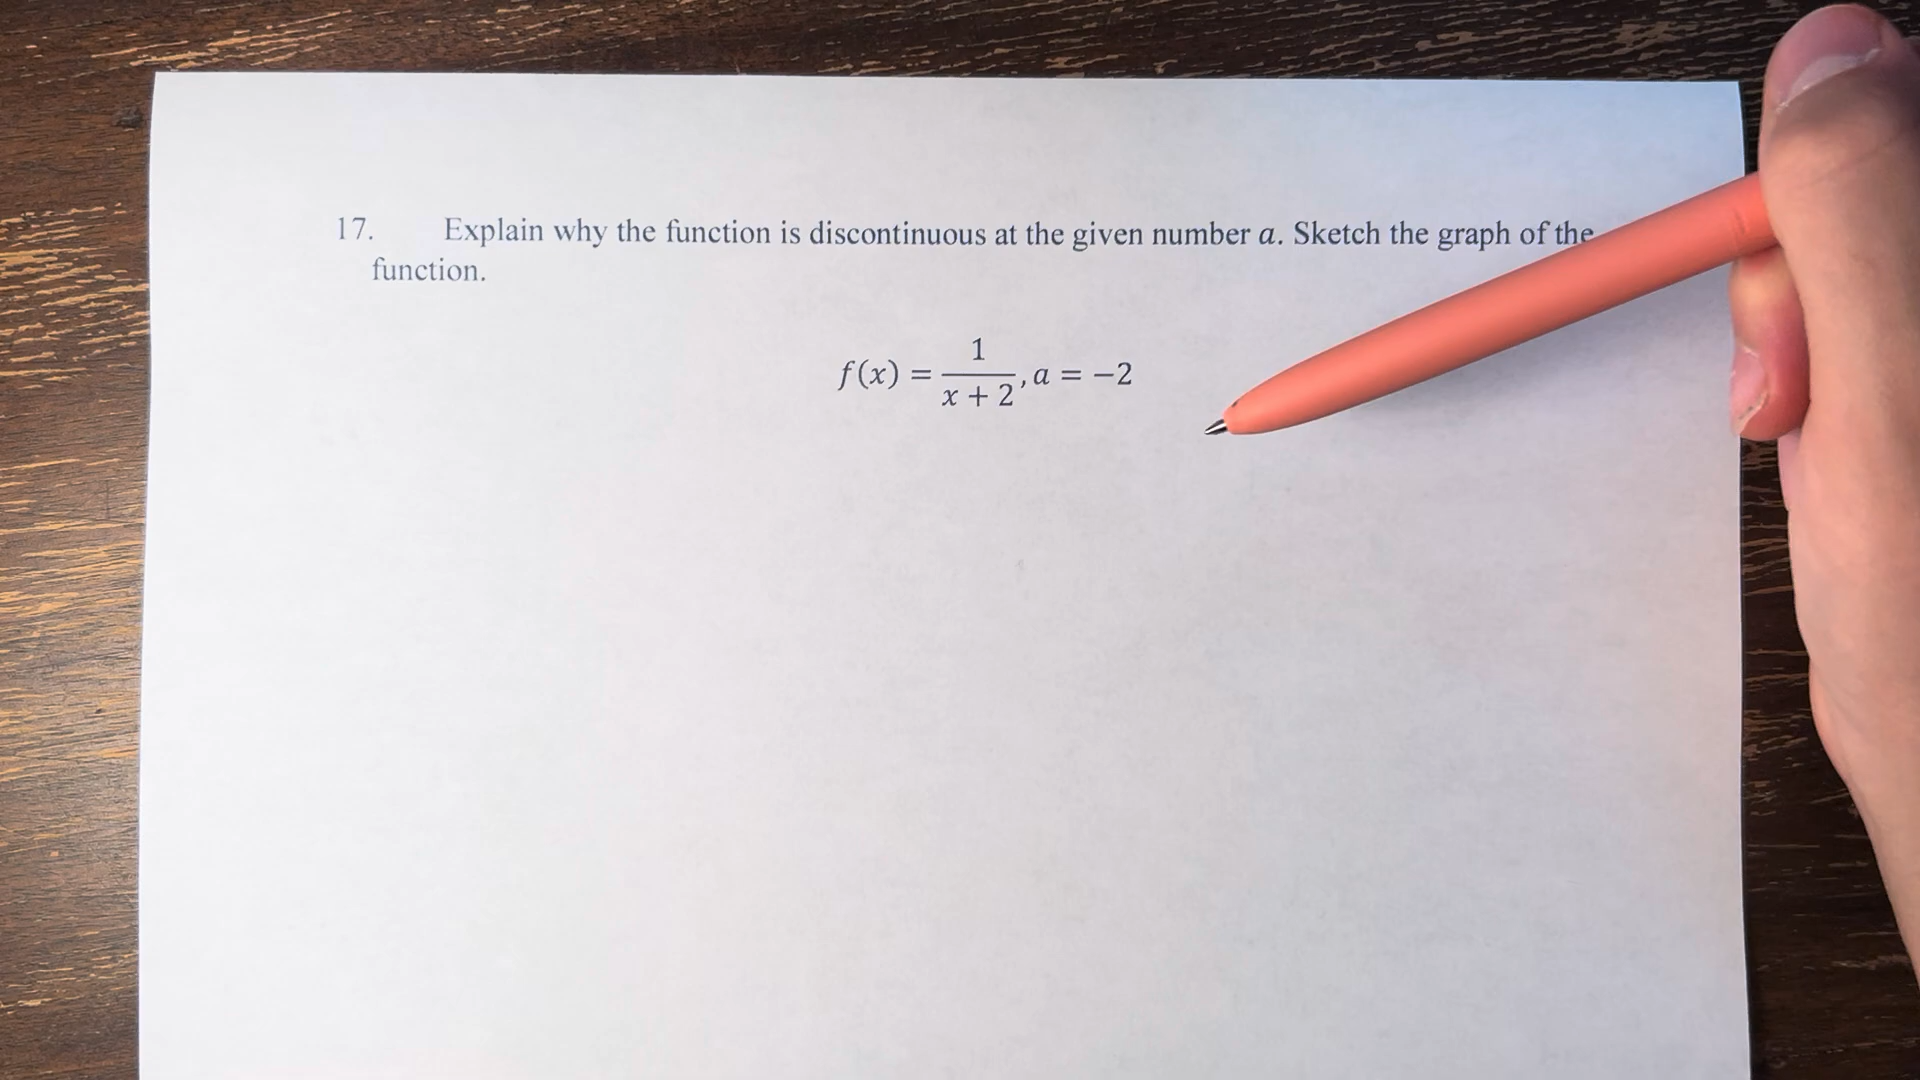 17. Explain why the function is discontinuous at the given number a. Sketch the graph of the
function.
f(x) = 1/(x + 2), a = −2